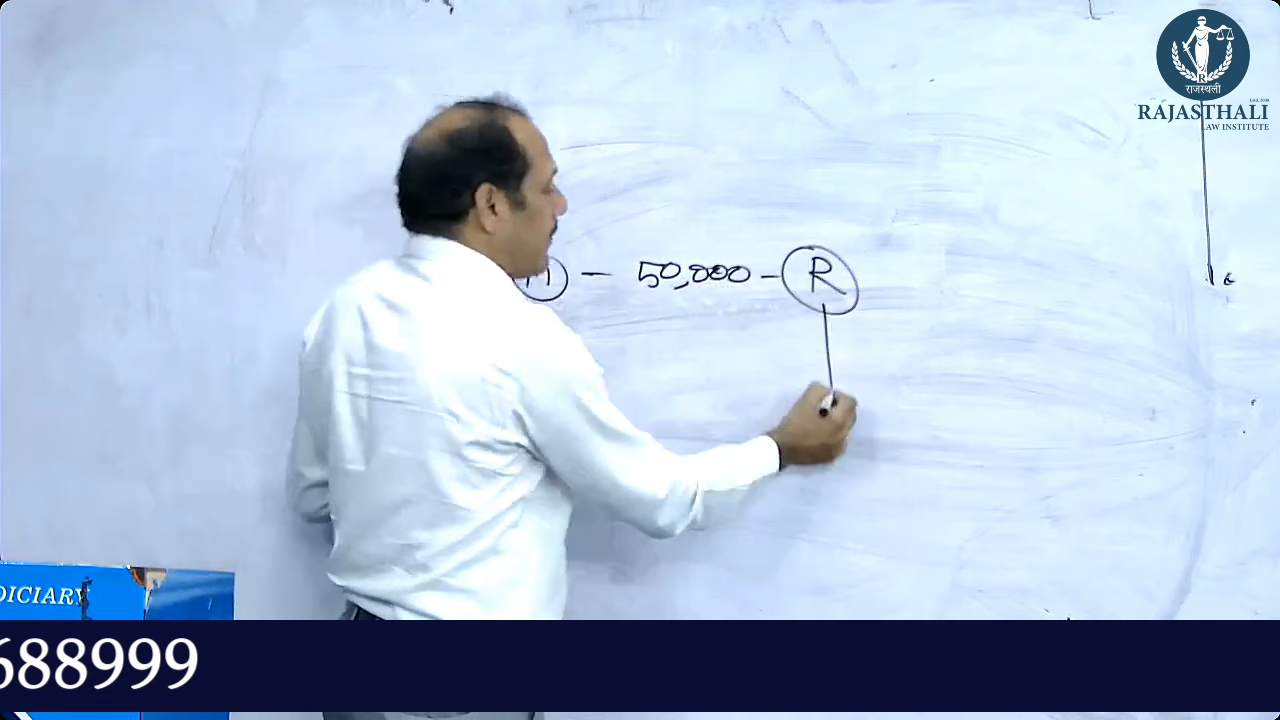 राजस्थली
RAJASTHALI
LAW INSTITUTE
— 50,000 — R
DICIARY
688999